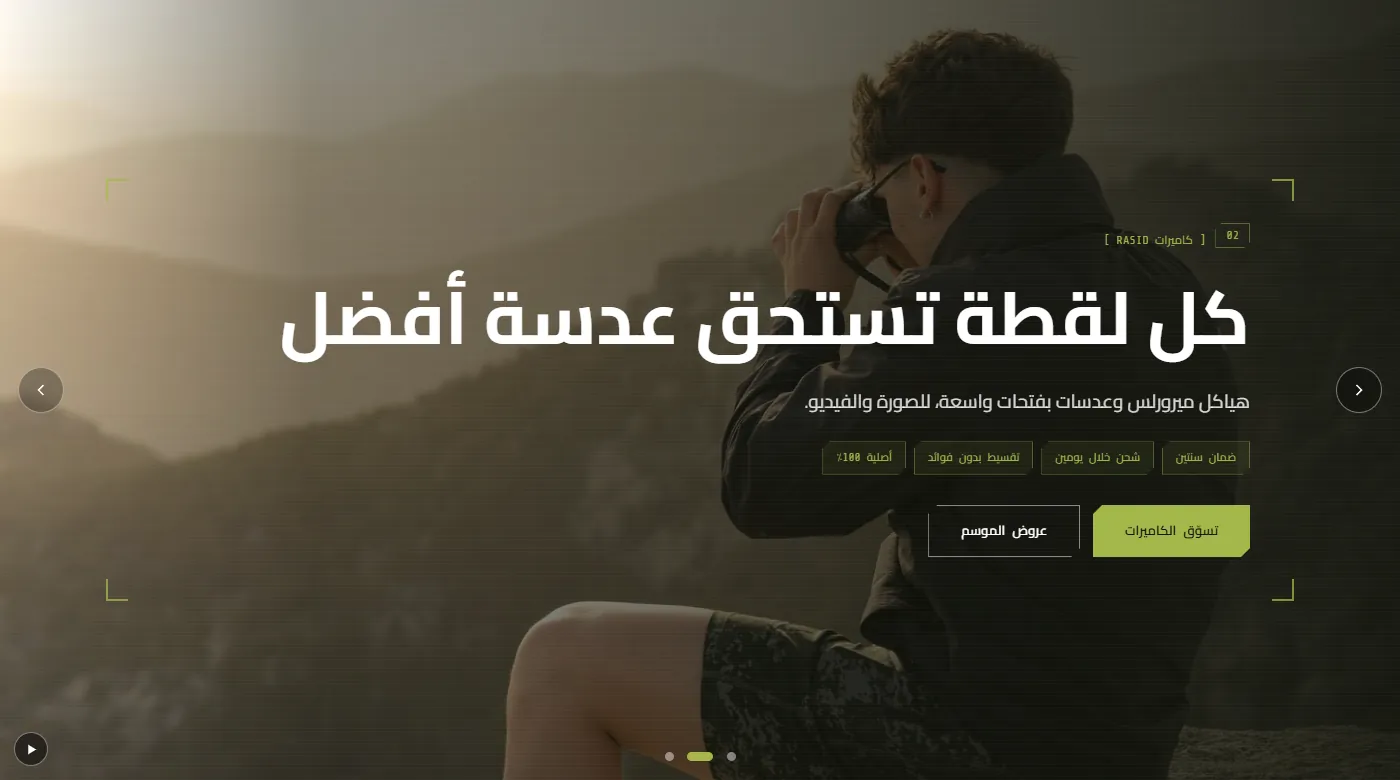 02 [ كاميرات RASID ]
كل لقطة تستحق عدسة أفضل
هياكل ميرورلس وعدسات بفتحات واسعة، للصورة والفيديو.
ضمان سنتين شحن خلال يومين تقسيط بدون فوائد أصلية 100٪
تسوّق الكاميرات عروض الموسم